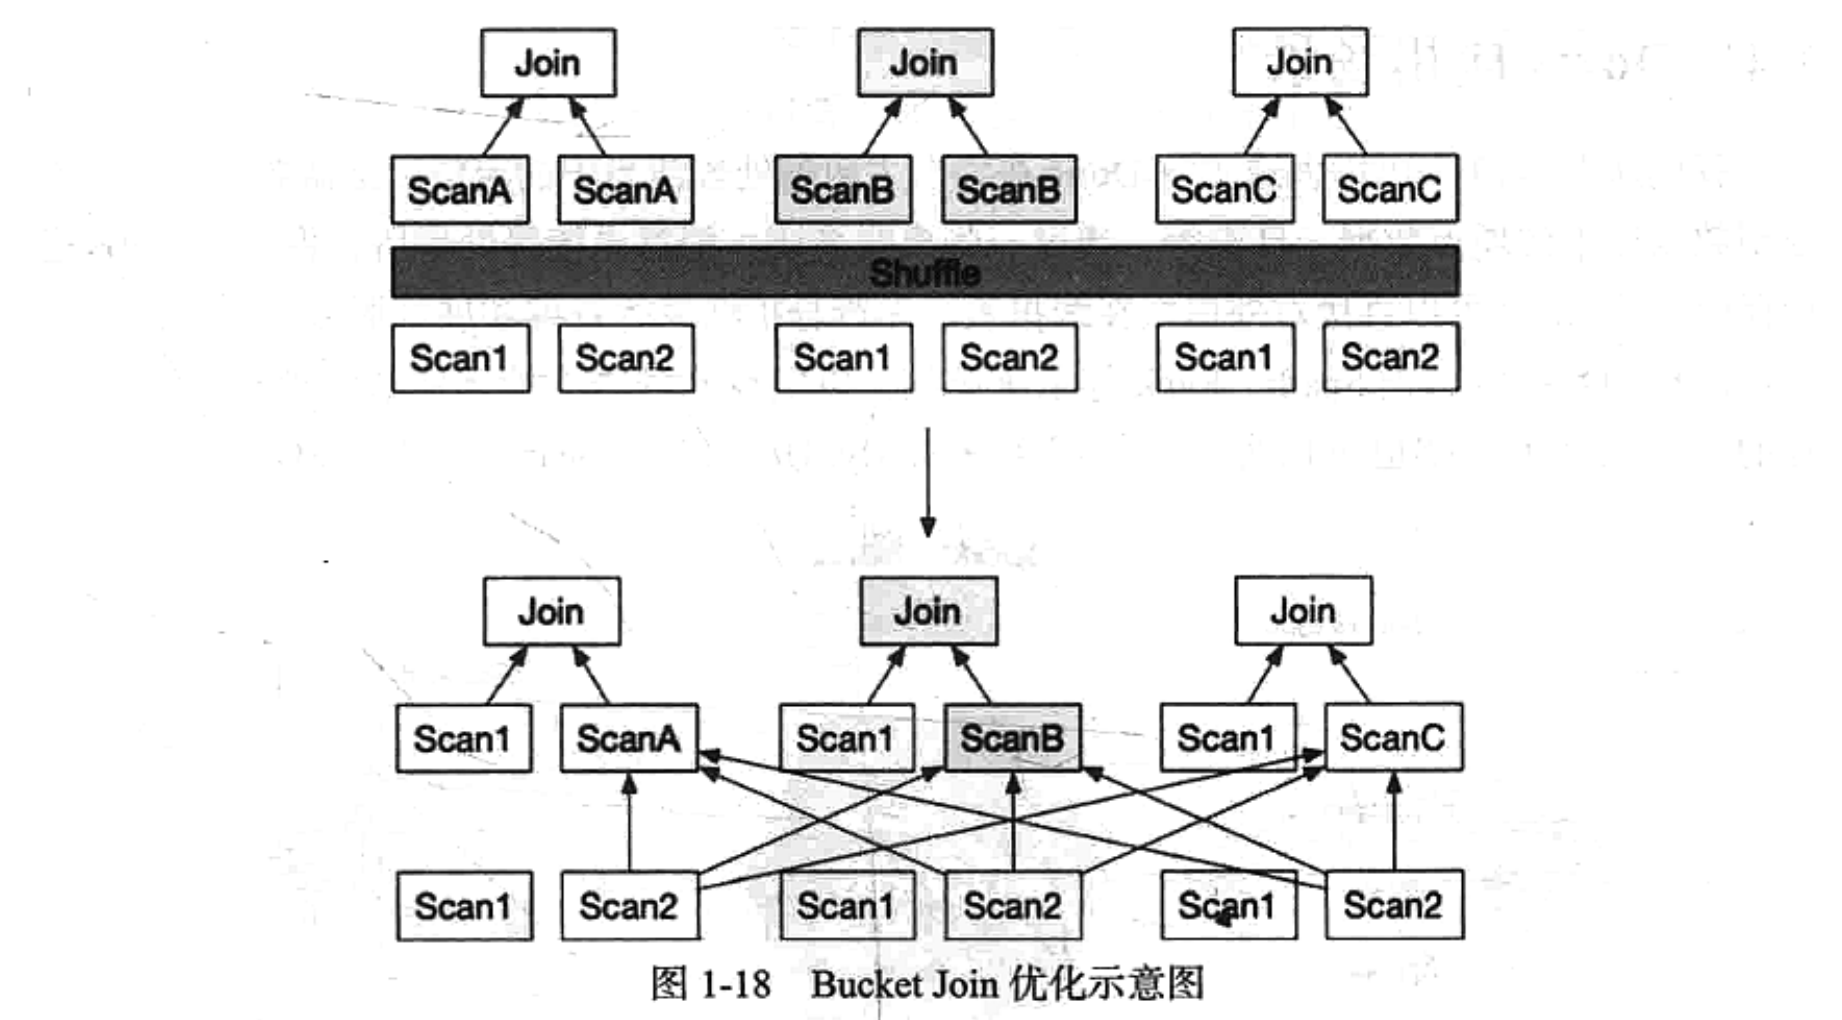 Join Join Join
ScanA ScanA ScanB ScanB ScanC ScanC
Shuffle
Scan1 Scan2 Scan1 Scan2 Scan1 Scan2
Join Join Join
Scan1 ScanA Scan1 ScanB Scan1 ScanC
Scan1 Scan2 Scan1 Scan2 Scan1 Scan2
图 1-18 Bucket Join 优化示意图